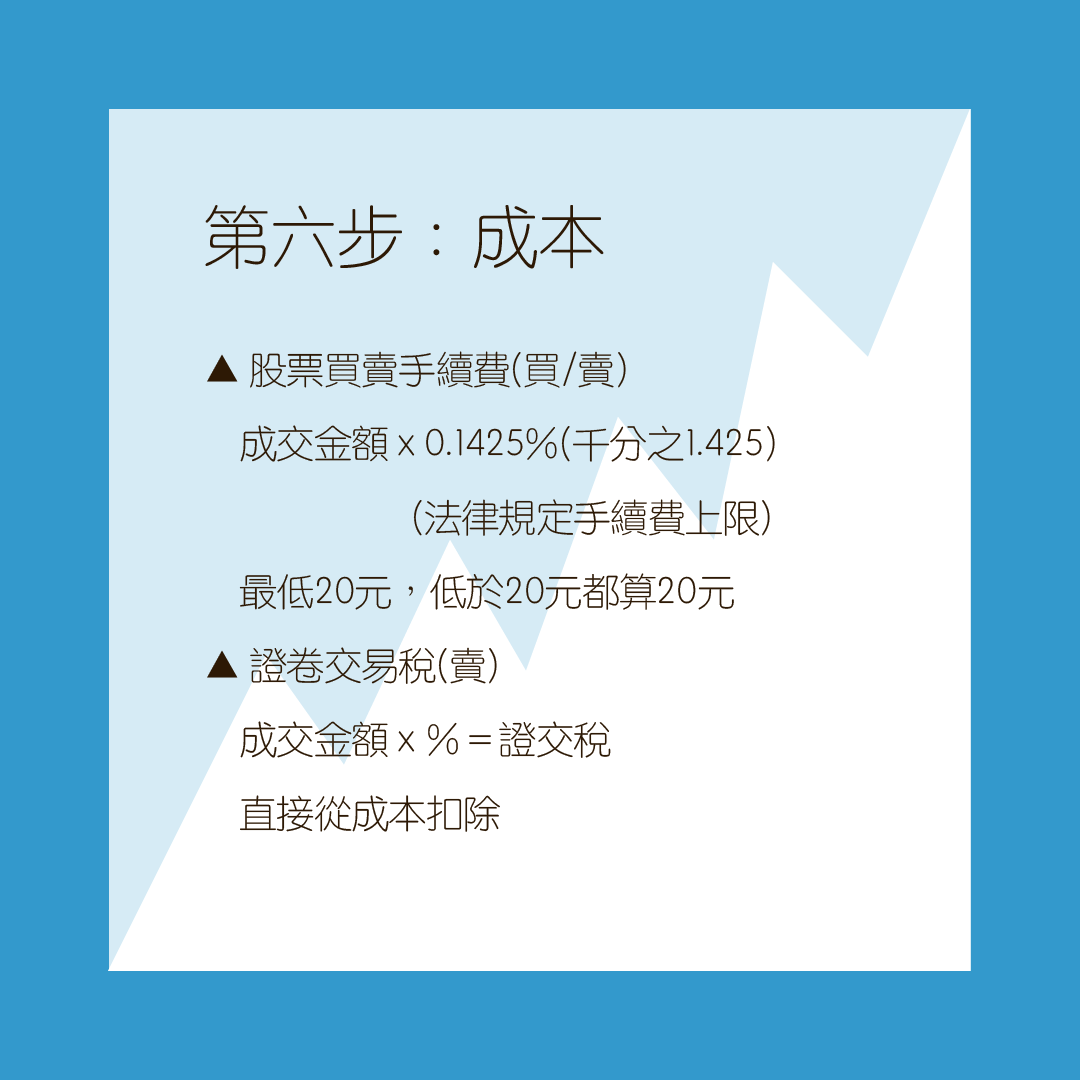 第六步：成本
▲ 股票買賣手續費(買/賣)
成交金額 x 0.1425%(千分之1.425)
(法律規定手續費上限)
最低20元，低於20元都算20元
▲ 證卷交易稅(賣)
成交金額 x %＝證交稅
直接從成本扣除